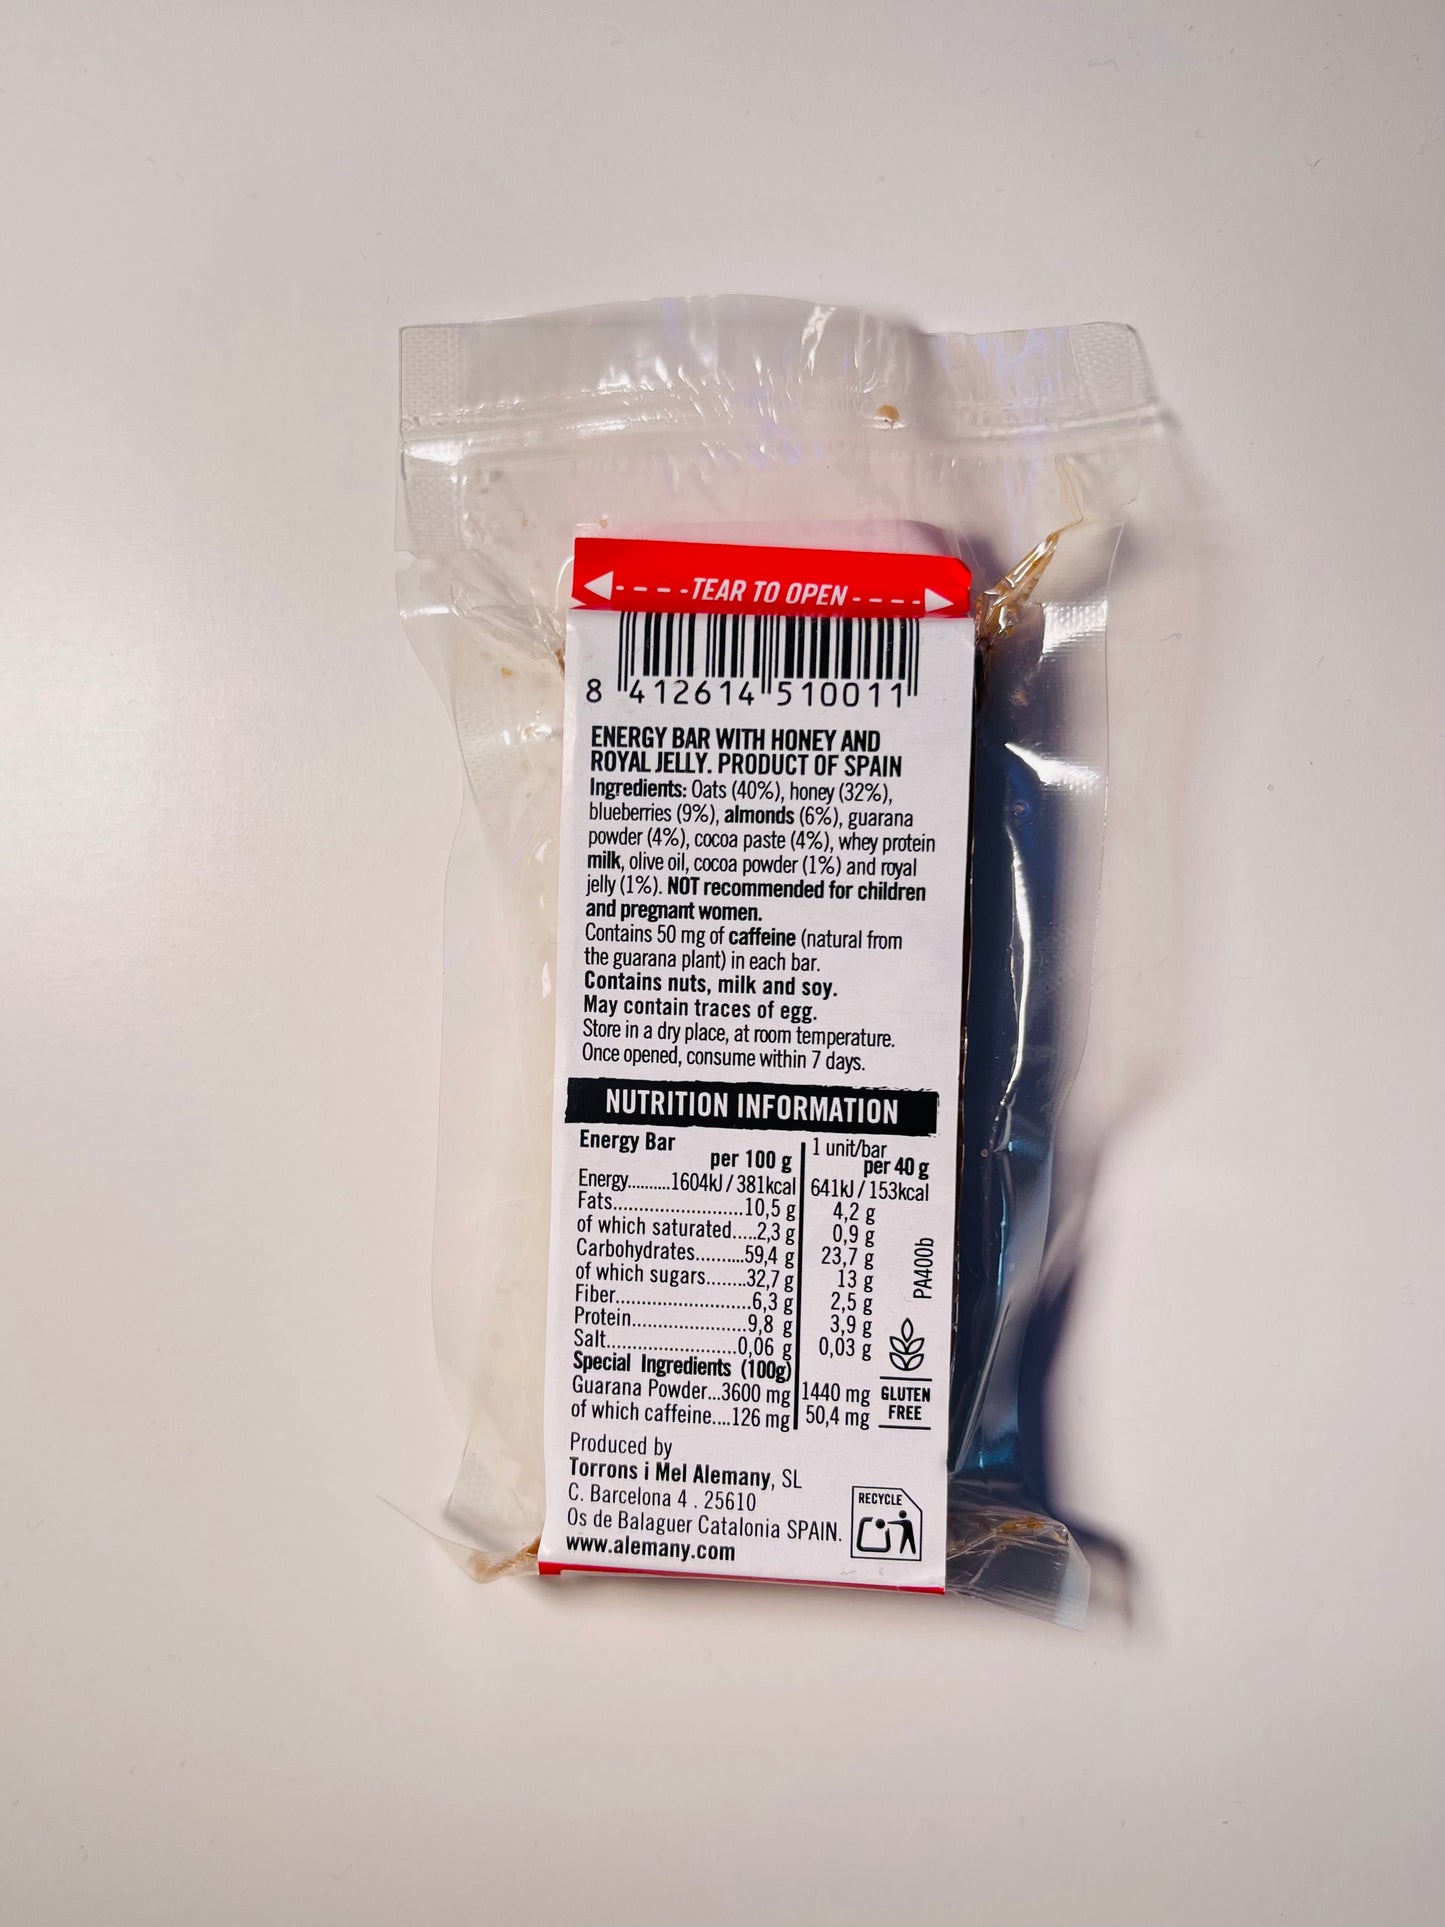 TEAR TO OPEN
8 412614 510011
ENERGY BAR WITH HONEY AND
ROYAL JELLY. PRODUCT OF SPAIN
Ingredients: Oats (40%), honey (32%),
blueberries (9%), almonds (6%), guarana
powder (4%), cocoa paste (4%), whey protein
milk, olive oil, cocoa powder (1%) and royal
jelly (1%). NOT recommended for children
and pregnant women.
Contains 50 mg of caffeine (natural from
the guarana plant) in each bar.
Contains nuts, milk and soy.
May contain traces of egg.
Store in a dry place, at room temperature.
Once opened, consume within 7 days.
NUTRITION INFORMATION
Energy Bar 1 unit/bar
per 100 g per 40 g
Energy..........1604kJ / 381kcal 641kJ / 153kcal
Fats........................10,5 g 4,2 g
of which saturated.....2,3 g 0,9 g
Carbohydrates.........59,4 g 23,7 g
of which sugars.......32,7 g 13 g
Fiber.........................6,3 g 2,5 g
Protein.....................9,8 g 3,9 g
Salt........................0,06 g 0,03 g
Special Ingredients (100g)
Guarana Powder...3600 mg 1440 mg
of which caffeine....126 mg 50,4 mg
PA400b
GLUTEN
FREE
Produced by
Torrons i Mel Alemany, SL
C. Barcelona 4 . 25610
Os de Balaguer Catalonia SPAIN.
www.alemany.com
RECYCLE